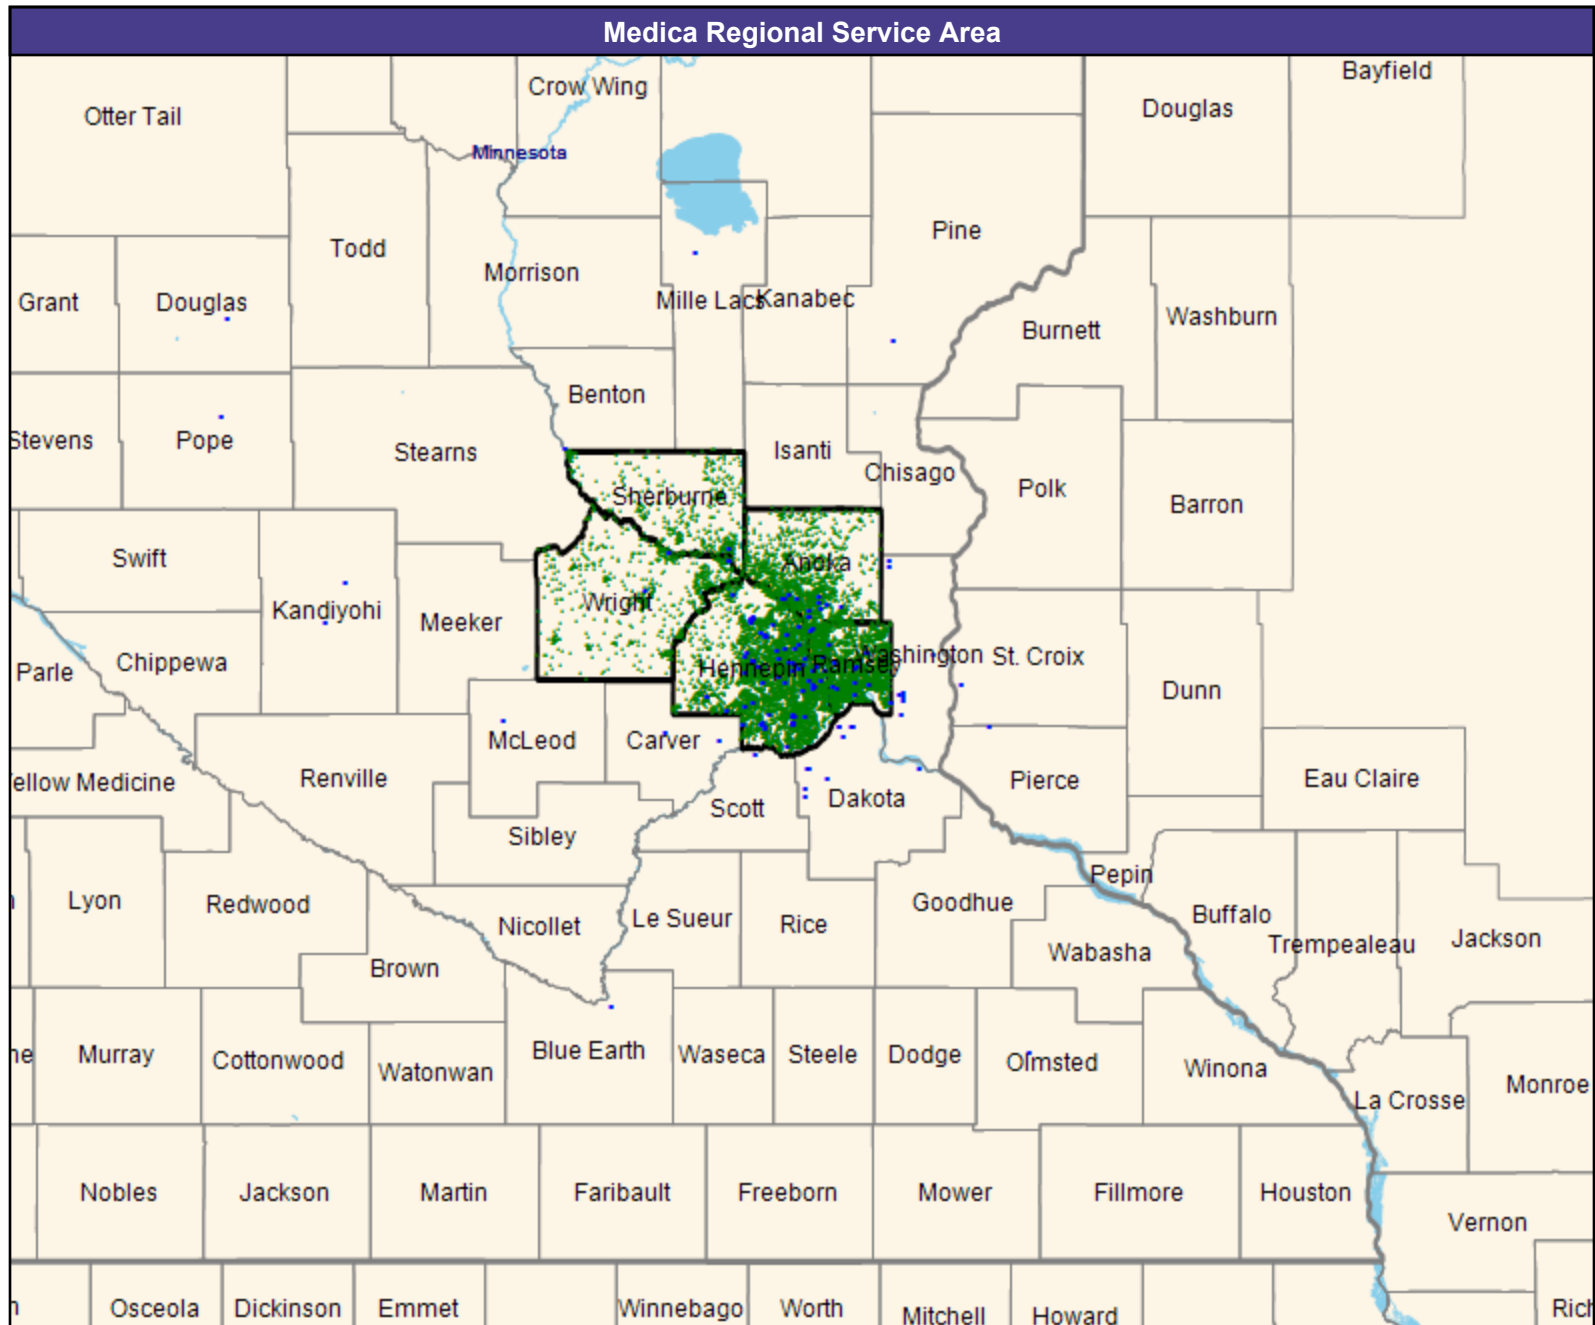 Medica Regional Service Area
Crow Wing
Bayfield
Otter Tail
Douglas
Minnesota
Pine
Todd
Morrison
Grant
Douglas
Mille Lacs
Kanabec
Burnett
Washburn
Benton
Stevens
Pope
Stearns
Isanti
Chisago
Sherburne
Polk
Barron
Swift
Anoka
Kandiyohi
Wright
Meeker
Parle
Chippewa
Hennepin
Ramsey
Washington
St. Croix
Dunn
McLeod
Carver
Renville
ellow Medicine
Scott
Dakota
Pierce
Eau Claire
Sibley
Pepin
Lyon
Redwood
Nicollet
Le Sueur
Rice
Goodhue
Buffalo
Trempealeau
Jackson
Brown
Wabasha
ne
Murray
Cottonwood
Watonwan
Blue Earth
Waseca
Steele
Dodge
Olmsted
Winona
La Crosse
Monroe
Nobles
Jackson
Martin
Faribault
Freeborn
Mower
Fillmore
Houston
Vernon
n
Osceola
Dickinson
Emmet
Winnebago
Worth
Mitchell
Howard
Rich